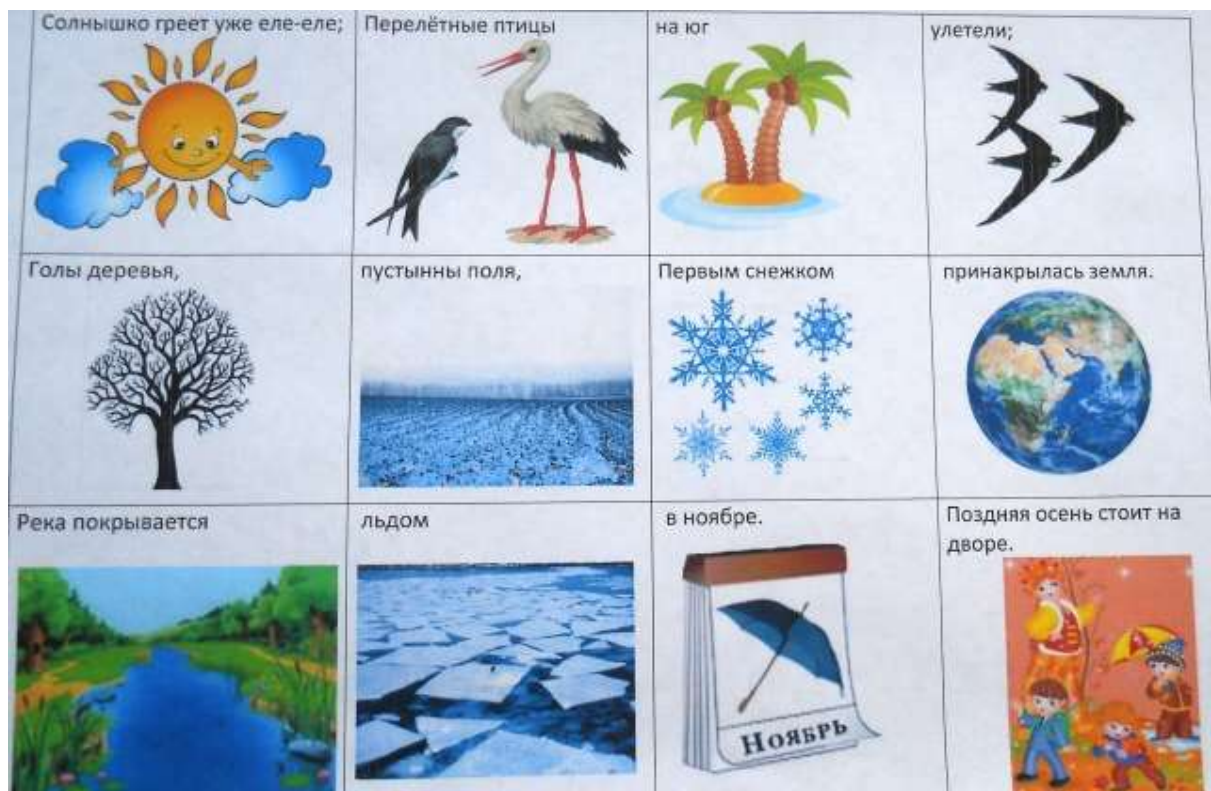 Солнышко греет уже еле-еле;
Перелётные птицы
на юг
улетели;
Голы деревья,
пустынны поля,
Первым снежком
принакрылась земля.
Река покрывается
льдом
в ноябре.
Ноябрь
Поздняя осень стоит на
дворе.